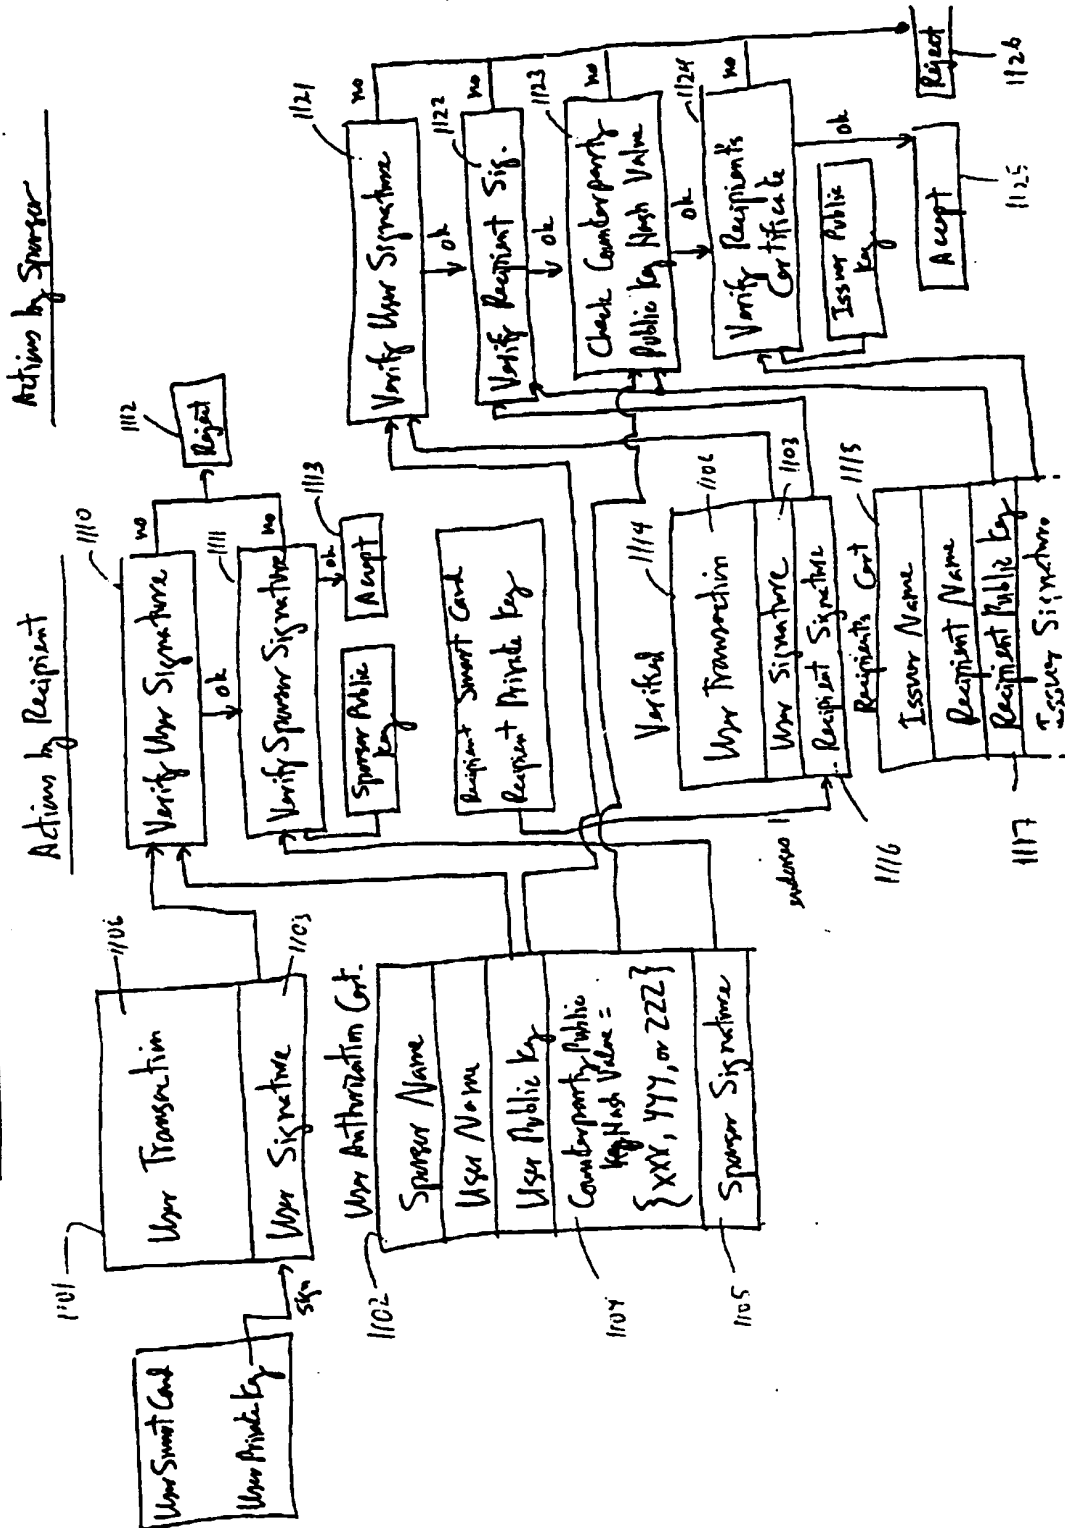 Actions by Recipient
Actions by Sponsor
User Smart Card
User Private Key
sign
1101
User Transaction
1106
User Signature
1103
User Authorization Cert.
1102
Sponsor Name
User Name
User Public Key
Counterparty Public
Key Hash Value =
{XXX, YYY, or ZZZ}
1104
Sponsor Signature
1105
1110
Verify User Signature
no
ok
1111
Verify Sponsor Signature
no
ok
1112
Reject
1113
Accept
Sponsor Public
Key
Recipient Smart Card
Recipient Private Key
endorses
Verified
1114
User Transaction
1106
User Signature
1103
Recipient Signature
1116
Recipients Cert
1115
Issuer Name
Recipient Name
Recipient Public Key
1117
Issuer Signature
1121
Verify User Signature
no
ok
1122
Verify Recipient Sig.
no
ok
1123
Check Counterparty
Public Key Hash Value
no
ok
1124
Verify Recipient's
Certificate
no
ok
Issuer Public
Key
Accept
1125
Reject
1126